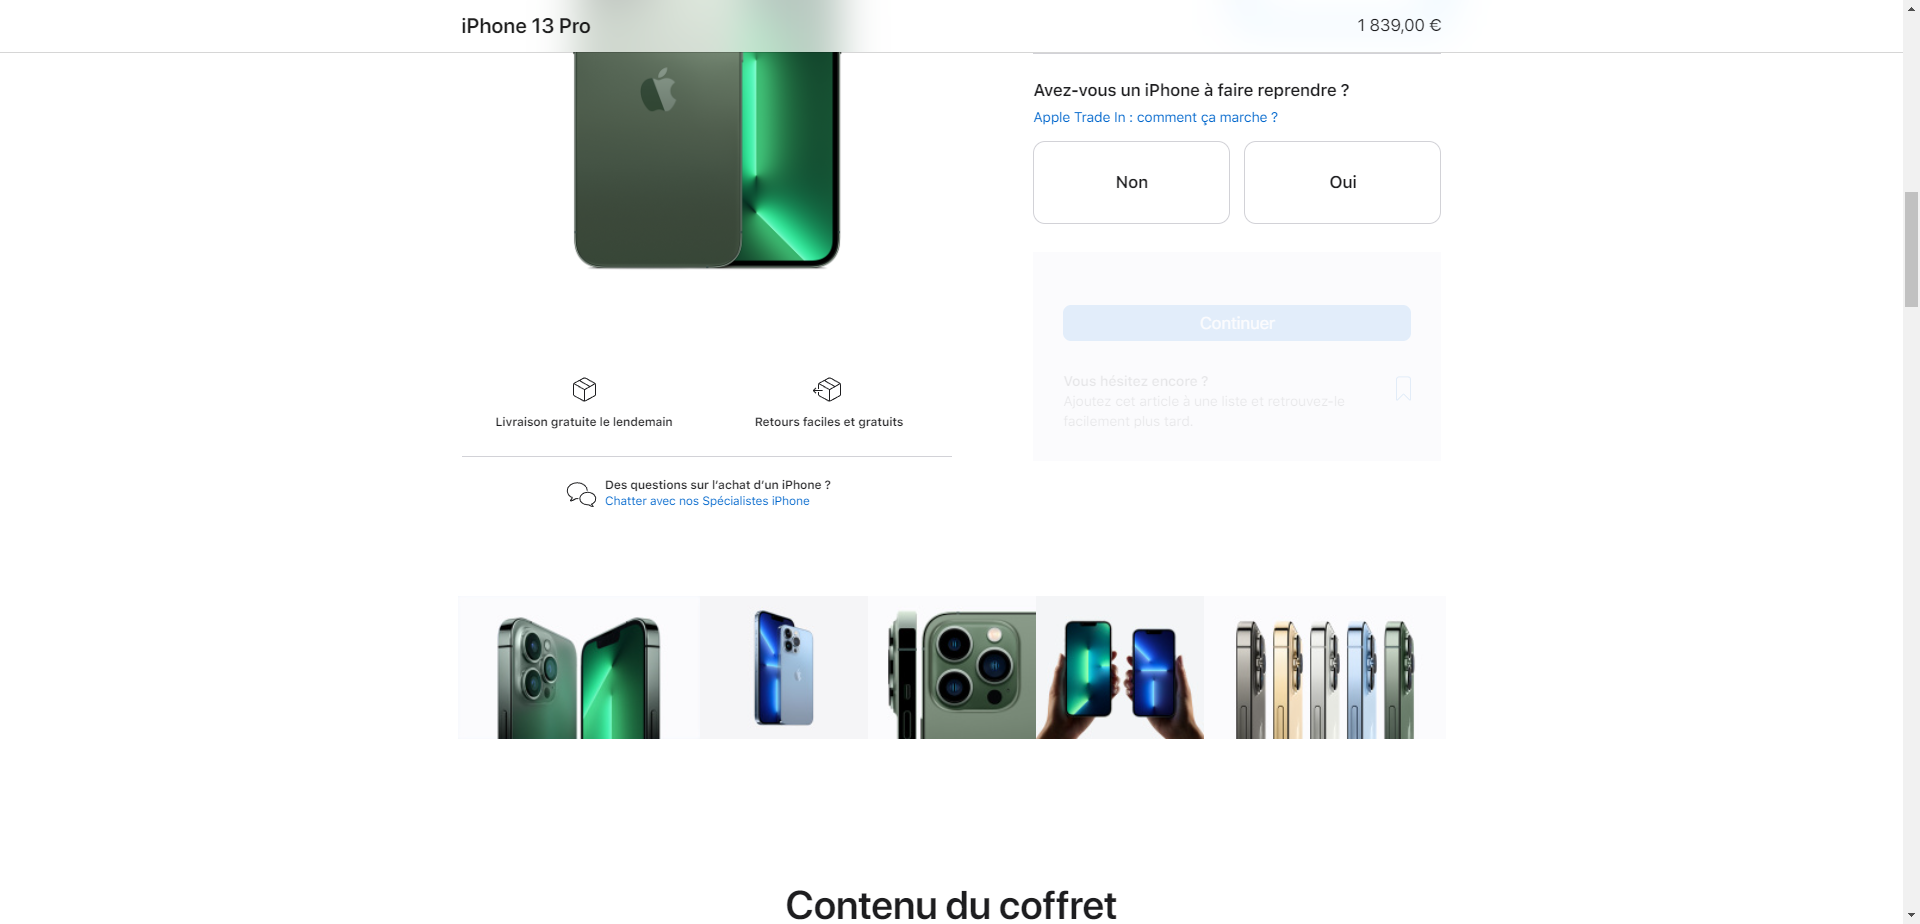 iPhone 13 Pro
1 839,00 €
Avez-vous un iPhone à faire reprendre ?
Apple Trade In : comment ça marche ?
Non
Oui
Continuer
Vous hésitez encore ?
Ajoutez cet article à une liste et retrouvez-le
facilement plus tard.
Livraison gratuite le lendemain
Retours faciles et gratuits
Des questions sur l’achat d’un iPhone ?
Chatter avec nos Spécialistes iPhone
Contenu du coffret